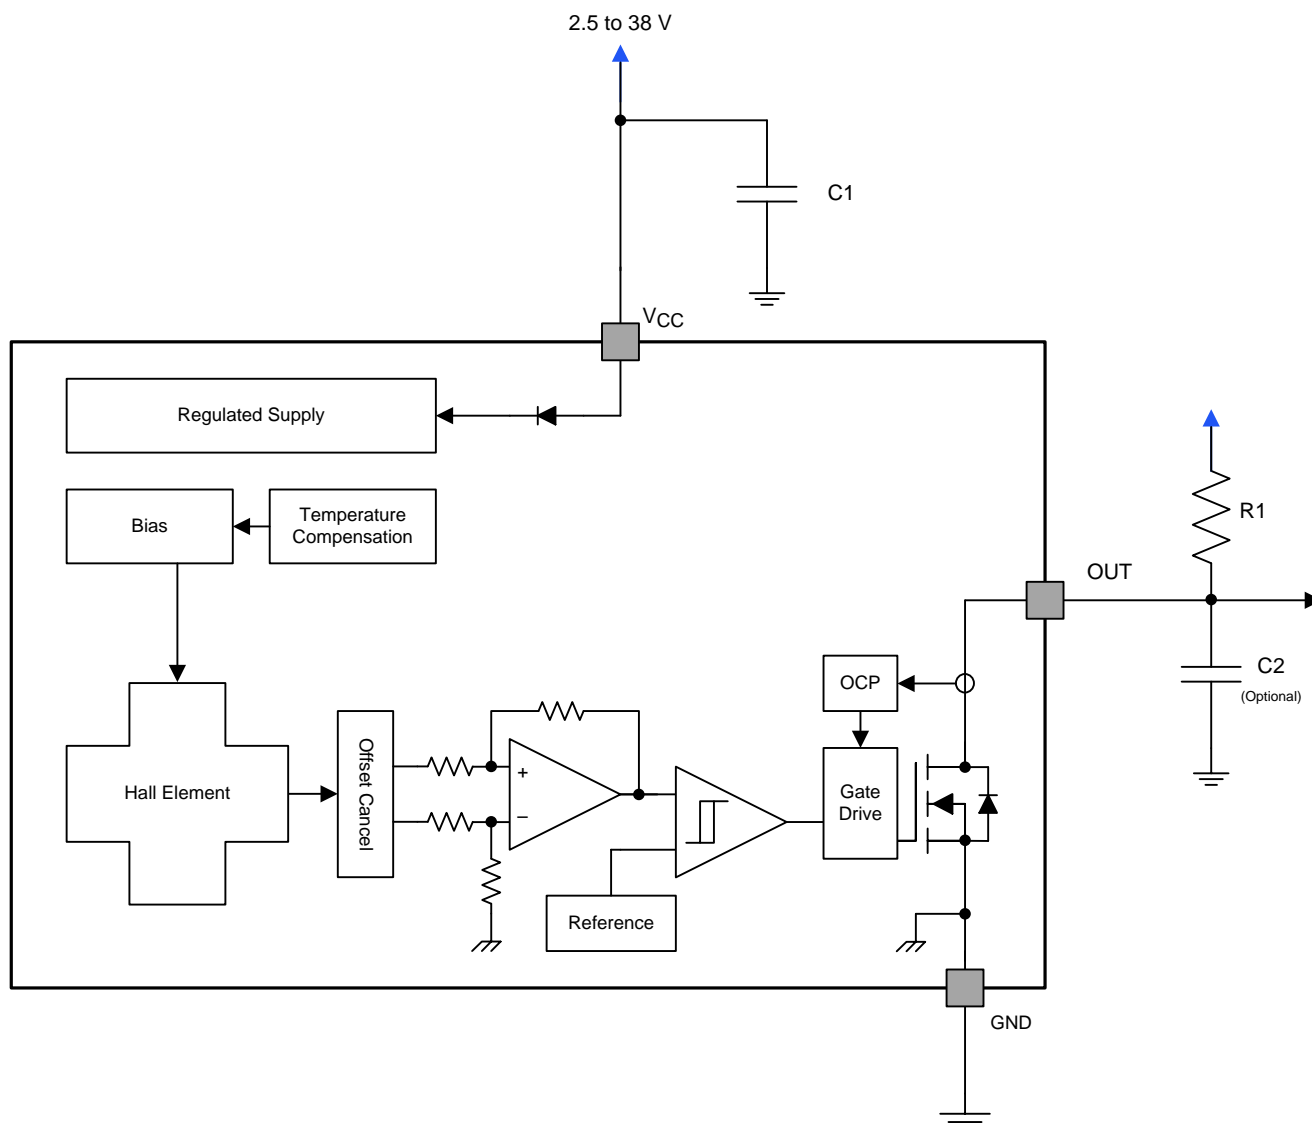 2.5 to 38 V
C1
VCC
Regulated Supply
Bias
Temperature
Compensation
R1
OUT
C2
(Optional)
OCP
Hall Element
Offset Cancel
+
–
Gate
Drive
Reference
GND